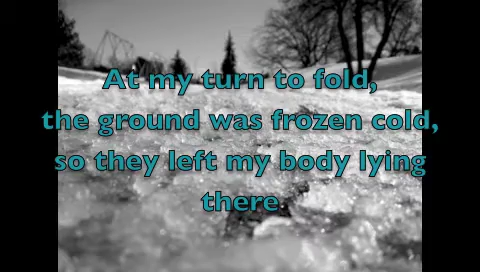 At my turn to fold,
the ground was frozen cold,
so they left my body lying
there